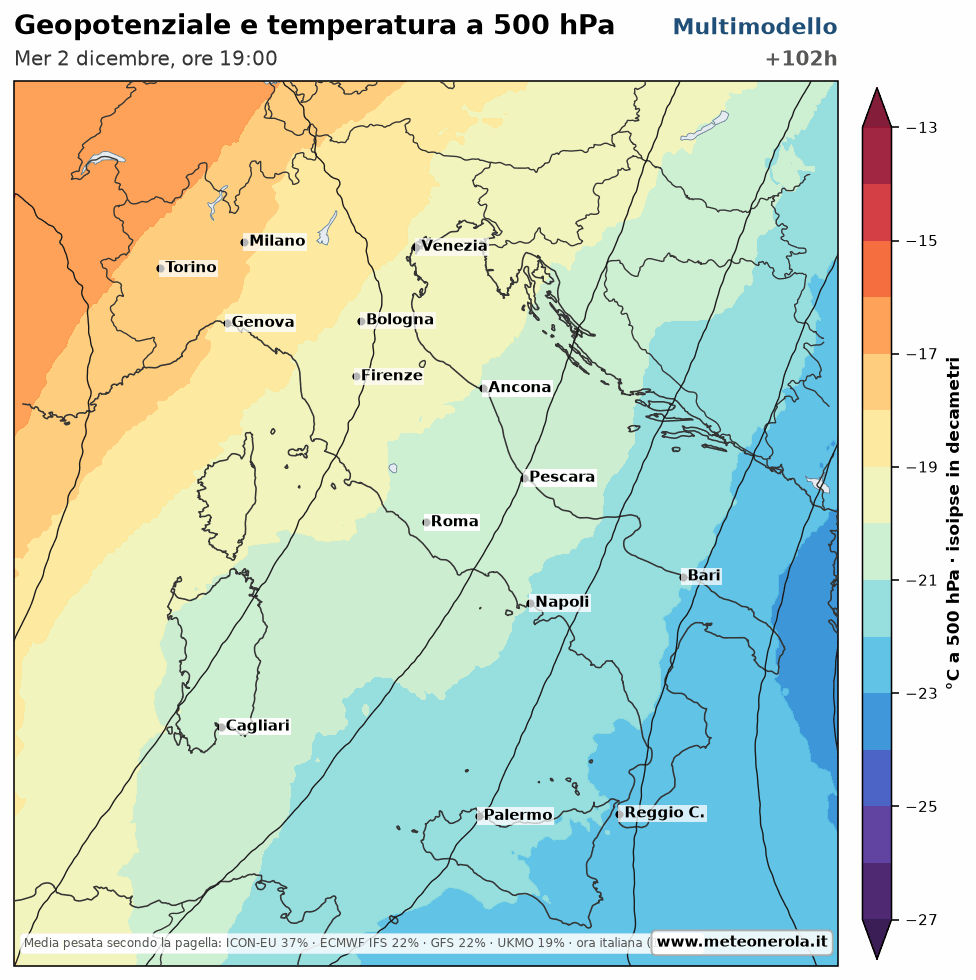 Geopotenziale e temperatura a 500 hPa
Multimodello
Mer 2 dicembre, ore 19:00
+102h
Milano
Venezia
Torino
Genova
Bologna
Firenze
Ancona
Pescara
Roma
Bari
Napoli
Cagliari
Palermo
Reggio C.
−13
−15
−17
−19
−21
−23
−25
−27
°C a 500 hPa · isoipse in decametri
Media pesata secondo la pagella: ICON-EU 37% · ECMWF IFS 22% · GFS 22% · UKMO 19% · ora italiana (
www.meteonerola.it